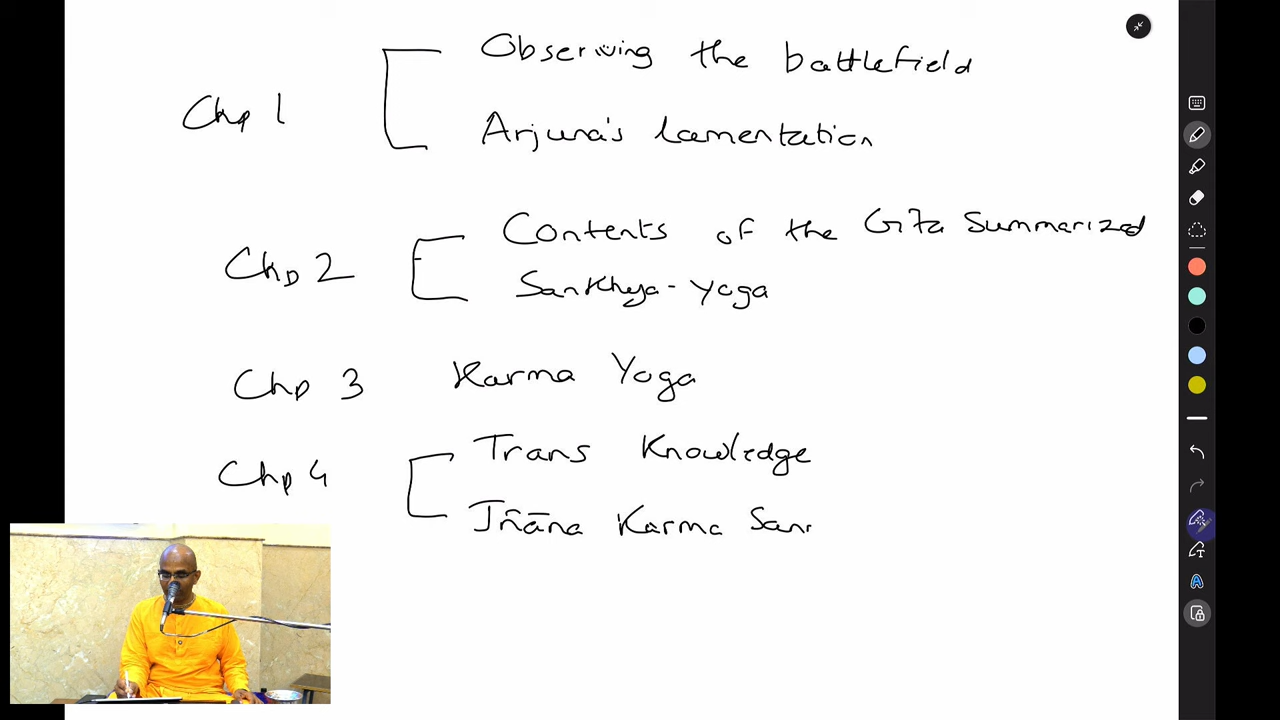 Observing the battlefield
Chp 1
Arjuna's lamentation
Contents of the Gita Summarized
Chp 2
Sankhya-yoga
Chp 3 Karma Yoga
Trans Knowledge
Chp 4
Jñāna Karma San